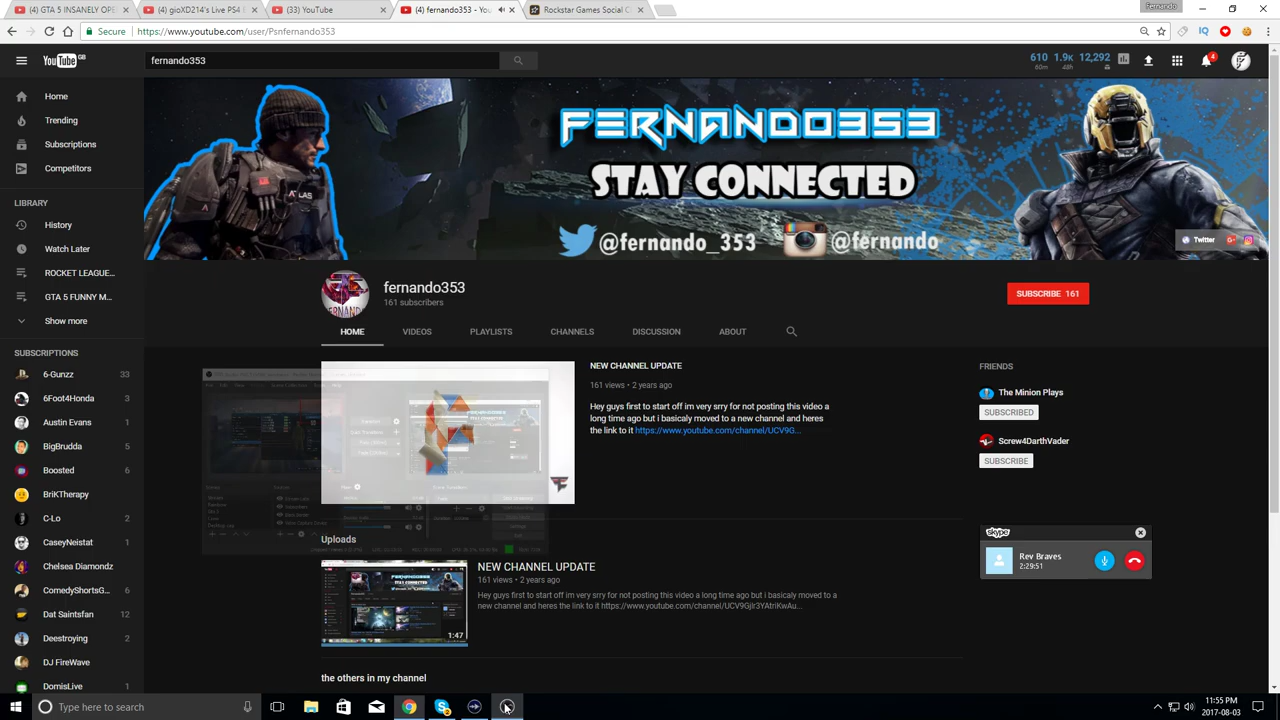 (4) GTA 5 INSANELY OPE
(4) gioXD214's Live PS4 B
(33) YouTube
(4) fernando353 - You
Rockstar Games Social C
Fernando
Secure
https://www.youtube.com/user/Psnfernando353
YouTube GB
fernando353
610
60m
1.9K
48h
12,292
4
Home
Trending
Subscriptions
Competitors
LIBRARY
History
Watch Later
ROCKET LEAGUE...
GTA 5 FUNNY M...
Show more
SUBSCRIPTIONS
6-Gunzz 33
6Foot4Honda 3
Austin Evans 2
BigBrudda 5
Boosted 6
BriKTherapy
C-Lo 2
CaseyNeistat 1
Chelsea Diamondz
ComedyShortsG... 6
Dat Saintsfan 12
Deestroying 2
DJ FireWave
DomisLive 1
FERNANDO353
STAY CONNECTED
@fernando_353
@fernando
Twitter
fernando353
161 subscribers
SUBSCRIBE 161
HOME
VIDEOS
PLAYLISTS
CHANNELS
DISCUSSION
ABOUT
NEW CHANNEL UPDATE
161 views • 2 years ago
Hey guys first to start off im very srry for not posting this video a
long time ago but i basicaly moved to a new channel and heres
the link to it https://www.youtube.com/channel/UCV9G...
FRIENDS
The Minion Plays
SUBSCRIBED
Screw4DarthVader
SUBSCRIBE
Uploads
NEW CHANNEL UPDATE
161 views • 2 years ago
Hey guys first to start off im very srry for not posting this video a long time ago but i basicaly moved to a
new channel and heres the link to it https://www.youtube.com/channel/UCV9GjIr3YAtriKwAu...
1:47
the others in my channel
skype
Rev Braves
2:29:51
Type here to search
11:55 PM
2017-08-03